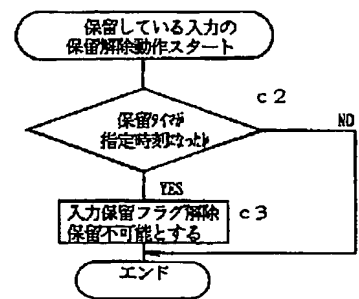 保留している入力の
保留解除動作スタート
c2
保留タイマが
指定時刻になったか
NO
YES
入力保留フラグ解除
保留不可能とする
c3
エンド